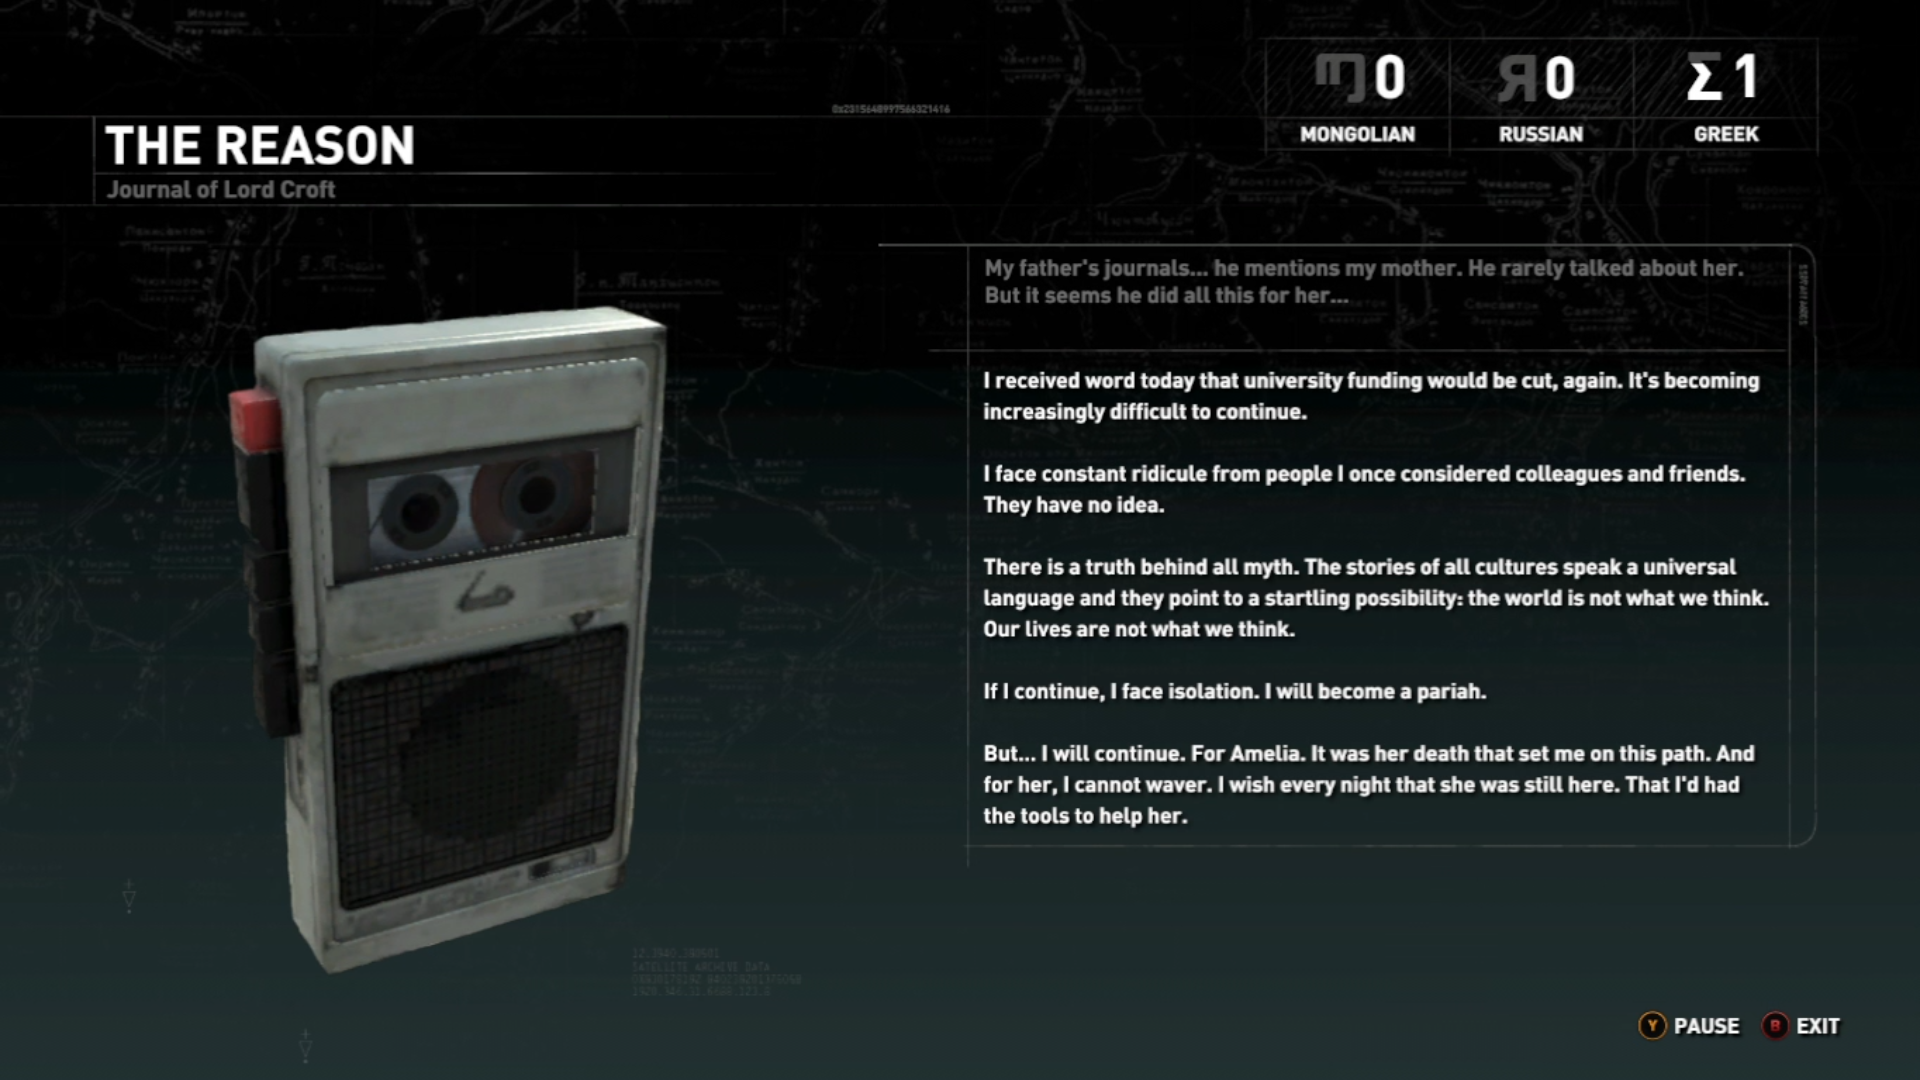 0x2315648997566321416
0
0
Σ 1
MONGOLIAN
RUSSIAN
GREEK
THE REASON
Journal of Lord Croft
My father's journals... he mentions my mother. He rarely talked about her.
But it seems he did all this for her...
I received word today that university funding would be cut, again. It's becoming
increasingly difficult to continue.
I face constant ridicule from people I once considered colleagues and friends.
They have no idea.
There is a truth behind all myth. The stories of all cultures speak a universal
language and they point to a startling possibility: the world is not what we think.
Our lives are not what we think.
If I continue, I face isolation. I will become a pariah.
But... I will continue. For Amelia. It was her death that set me on this path. And
for her, I cannot waver. I wish every night that she was still here. That I'd had
the tools to help her.
SATELLITE ARCHIVE DATA
Y PAUSE B EXIT